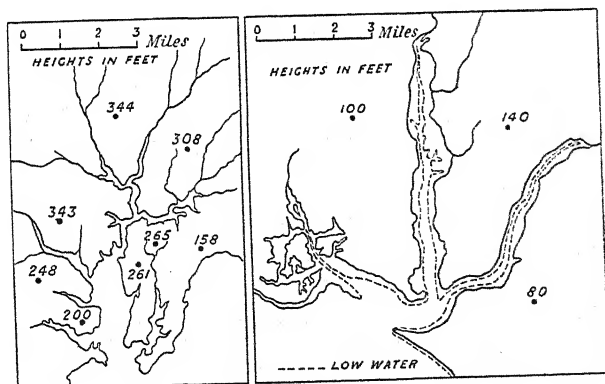 0 1 2 3 Miles
HEIGHTS IN FEET
344
308
343
265
158
261
248
200
0 1 2 3 Miles
HEIGHTS IN FEET
100
140
80
LOW WATER